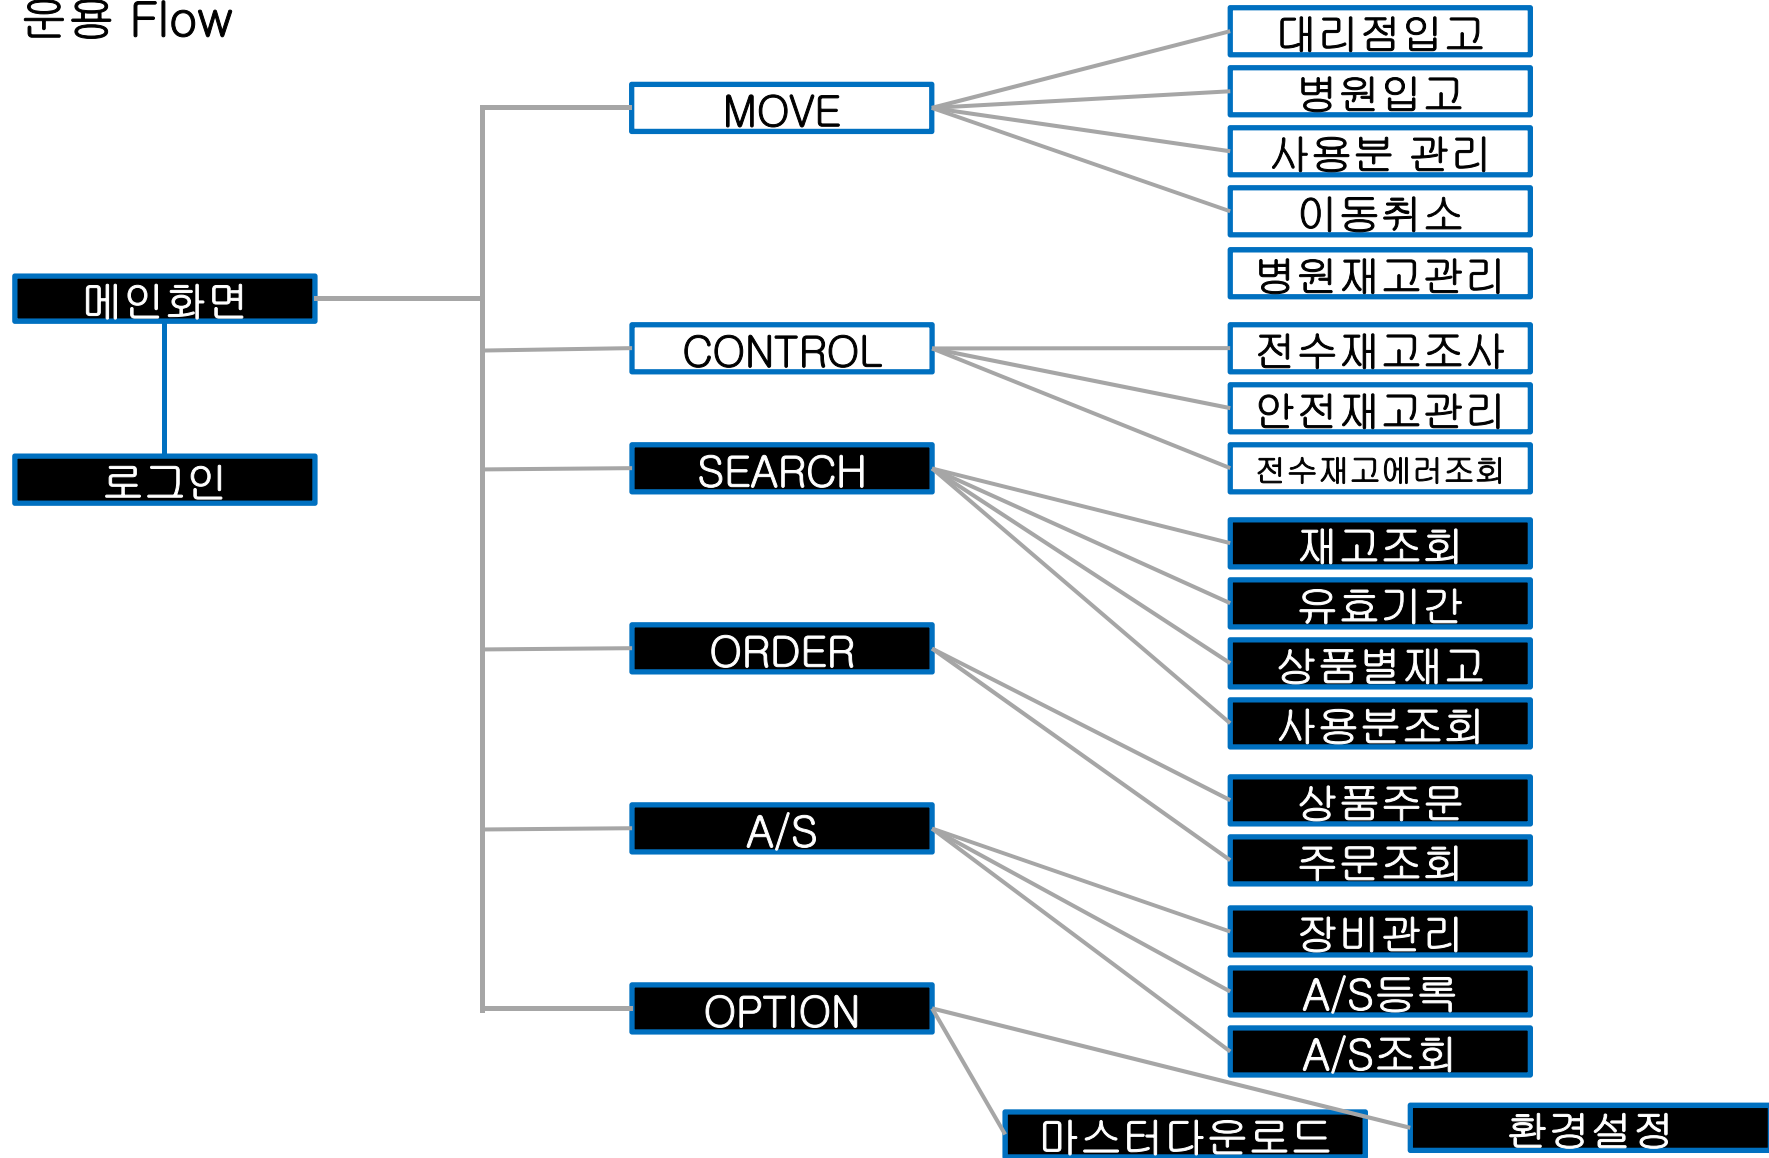 운용 Flow
메인화면
로그인
MOVE
대리점입고
병원입고
사용분 관리
이동취소
병원재고관리
CONTROL
전수재고조사
안전재고관리
전수재고에러조회
SEARCH
재고조회
유효기간
상품별재고
사용분조회
ORDER
상품주문
주문조회
A/S
장비관리
A/S등록
A/S조회
OPTION
마스터다운로드
환경설정